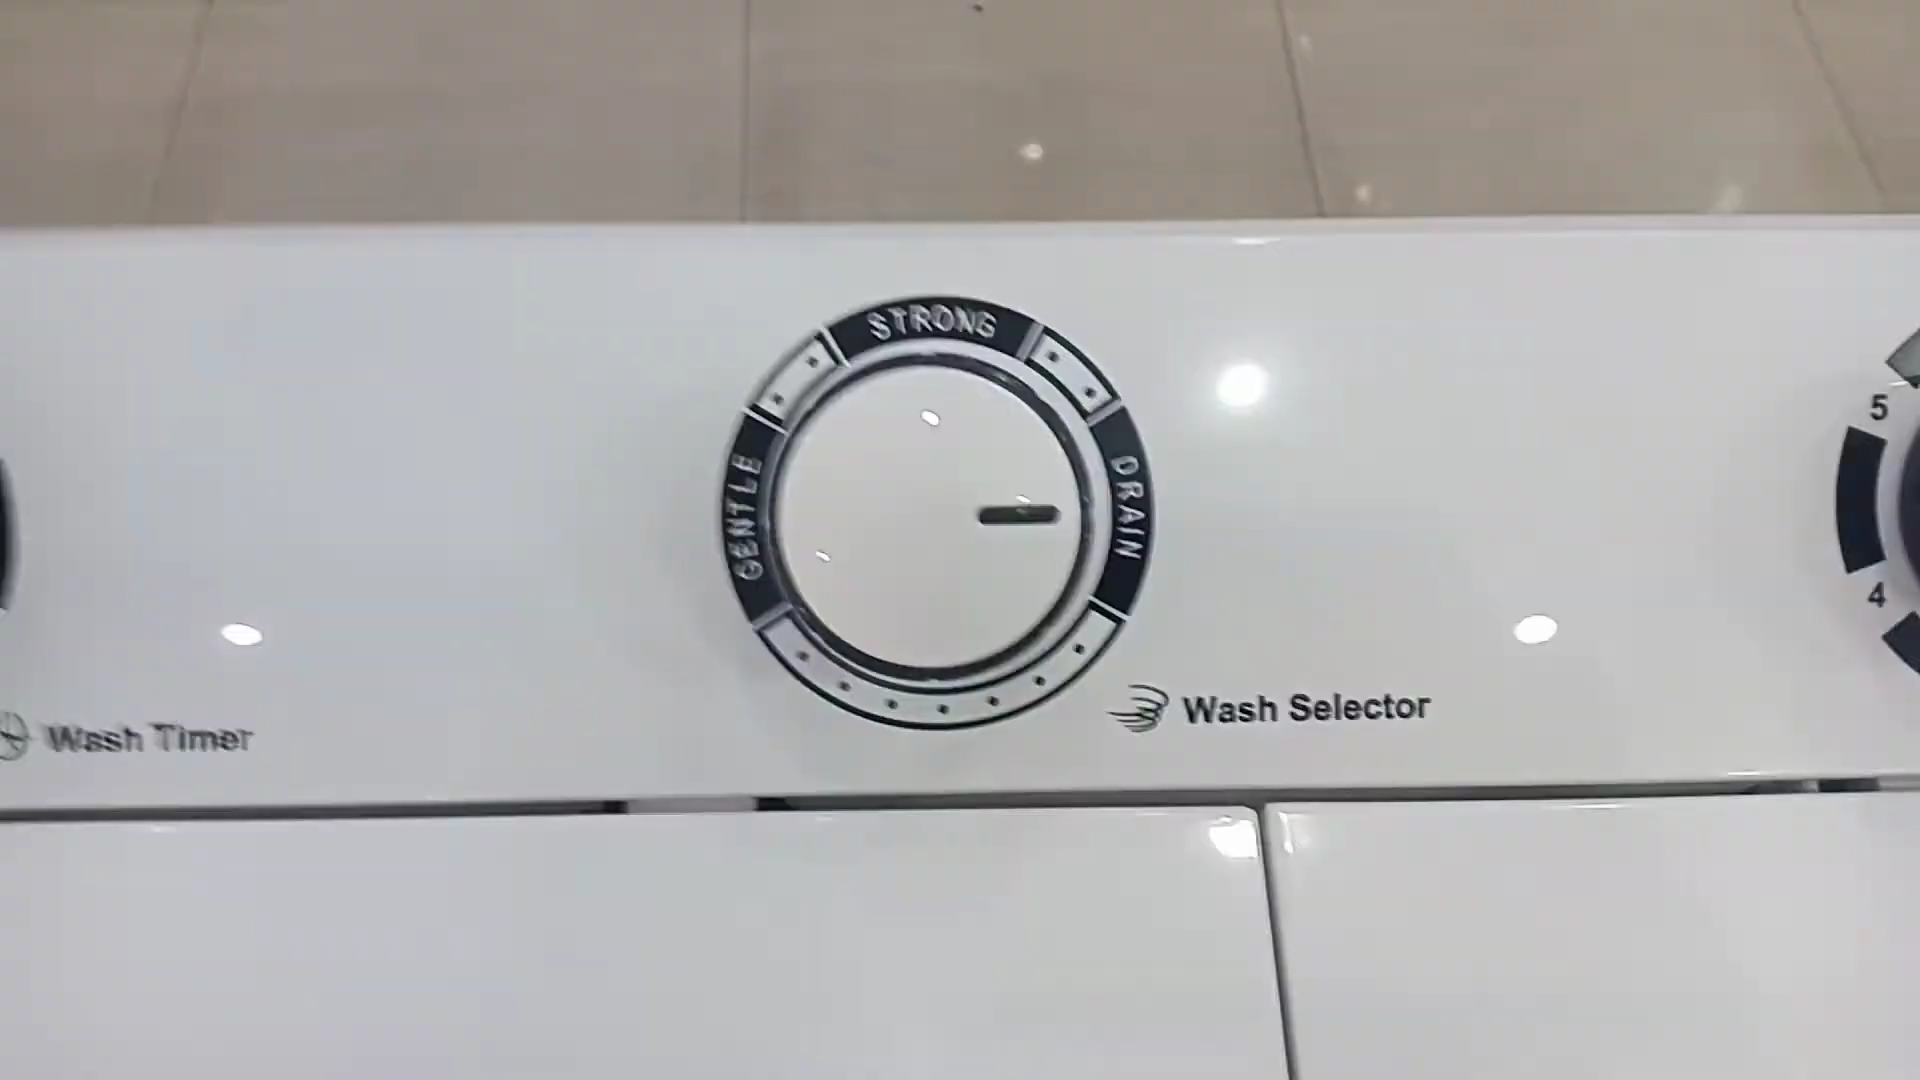 STRONG
GENTLE
DRAIN
5
4
Wash Selector
Wash Timer